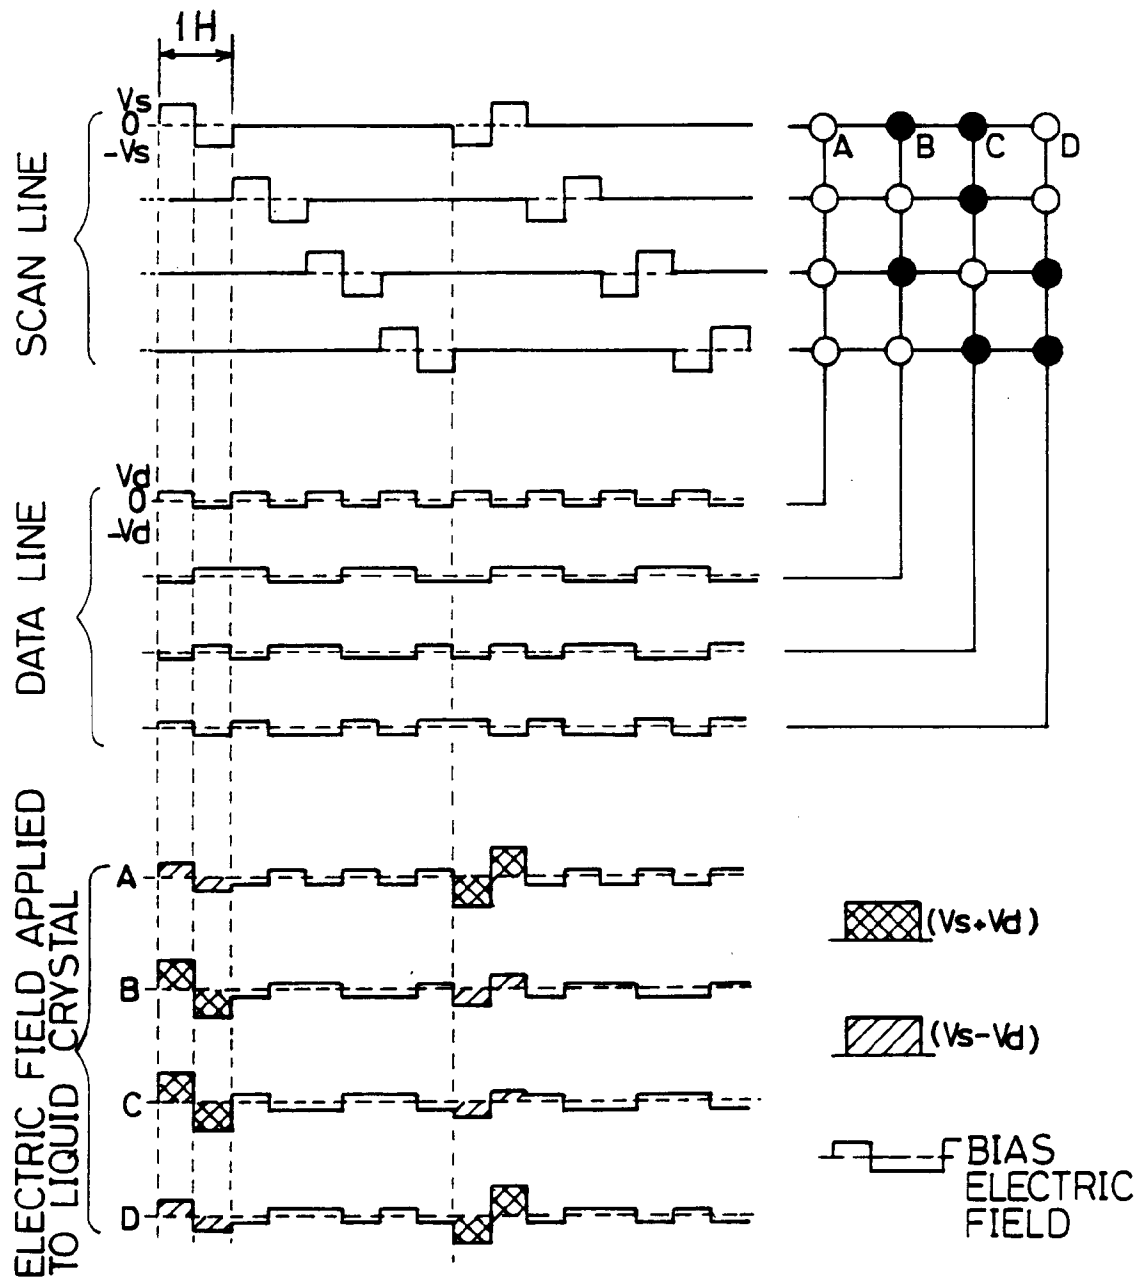 1H
Vs
0
-Vs
SCAN LINE
A B C D
Vd
0
-Vd
DATA LINE
ELECTRIC FIELD APPLIED
TO LIQUID CRYSTAL
A
B
C
D
(Vs+Vd)
(Vs-Vd)
BIAS
ELECTRIC
FIELD